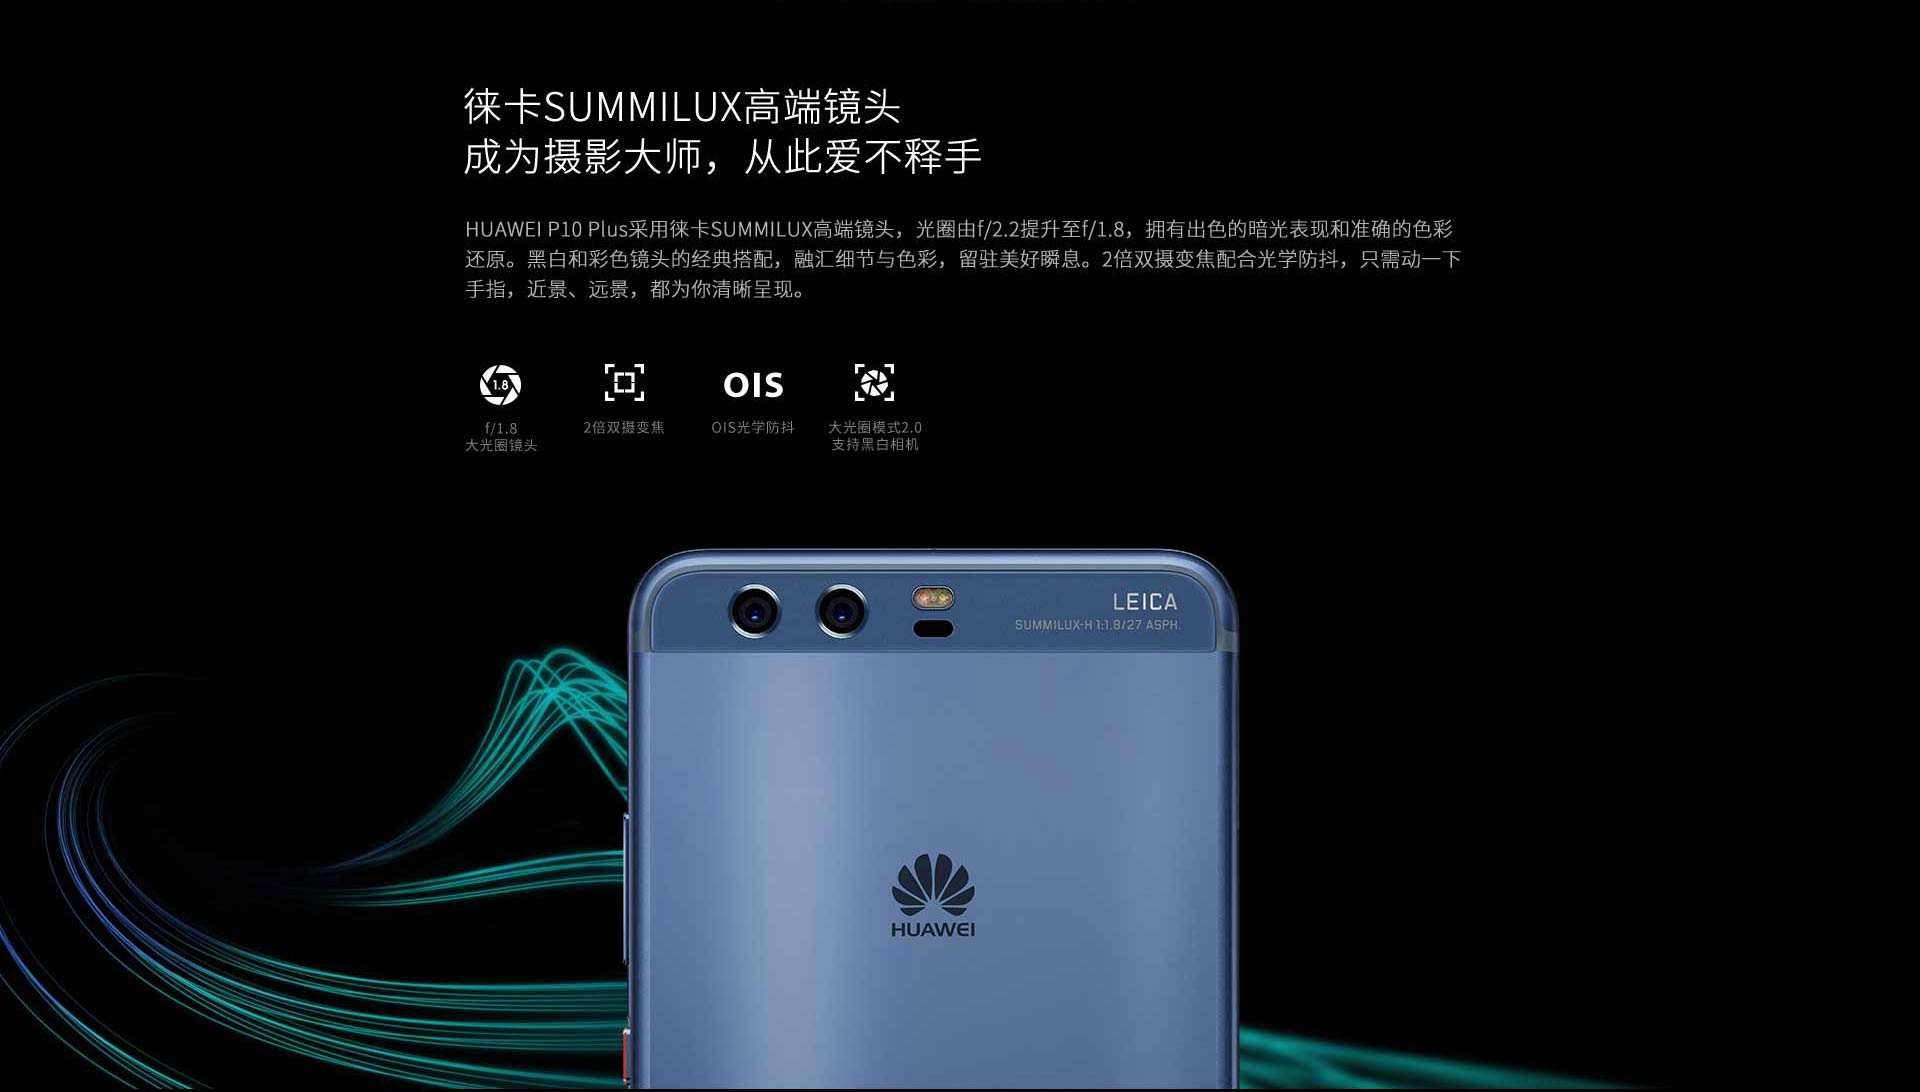 徕卡SUMMILUX高端镜头
成为摄影大师，从此爱不释手
HUAWEI P10 Plus采用徕卡SUMMILUX高端镜头，光圈由f/2.2提升至f/1.8，拥有出色的暗光表现和准确的色彩
还原。黑白和彩色镜头的经典搭配，融汇细节与色彩，留驻美好瞬息。2倍双摄变焦配合光学防抖，只需动一下
手指，近景、远景，都为你清晰呈现。
1.8
f/1.8
大光圈镜头
2倍双摄变焦
OIS
OIS光学防抖
大光圈模式2.0
支持黑白相机
LEICA
SUMMILUX-H 1:1.8/27 ASPH.
HUAWEI